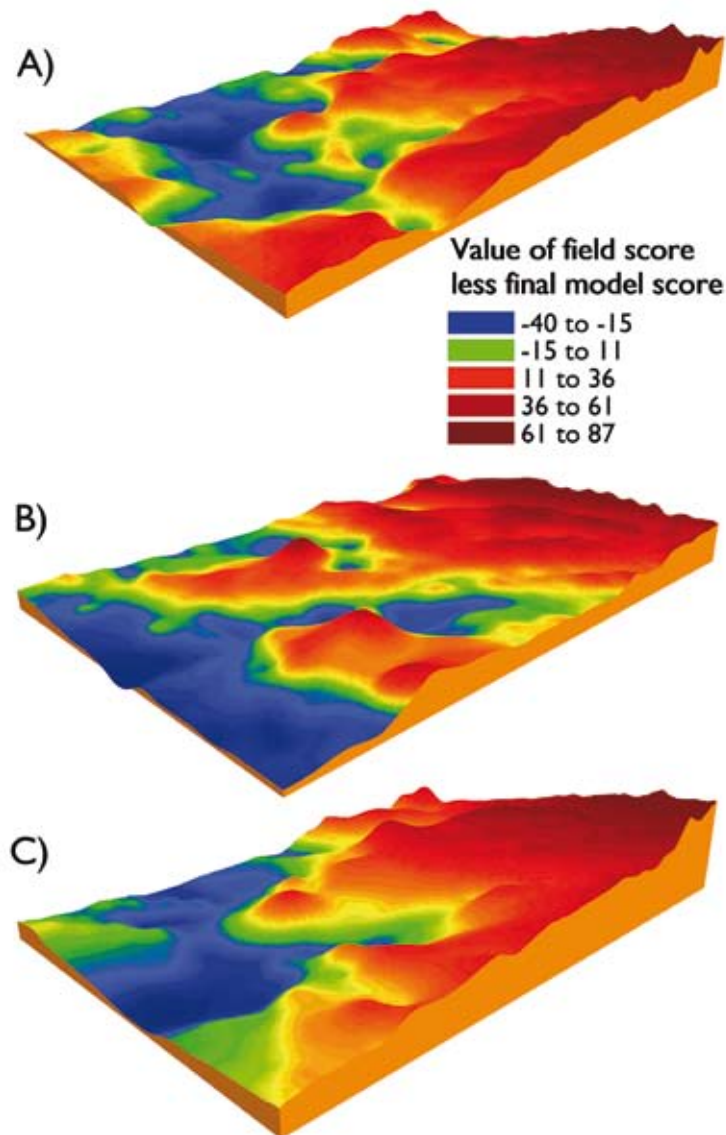 A)
Value of field score
less final model score
-40 to -15
-15 to 11
11 to 36
36 to 61
61 to 87
B)
C)